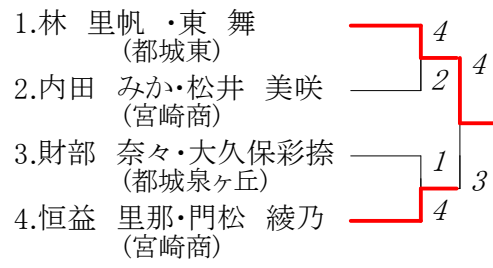 1.林 里帆 ・東 舞
(都城東)
2.内田 みか・松井 美咲
(宮崎商)
3.財部 奈々・大久保彩捺
(都城泉ヶ丘)
4.恒益 里那・門松 綾乃
(宮崎商)
4
2
4
1
4
3